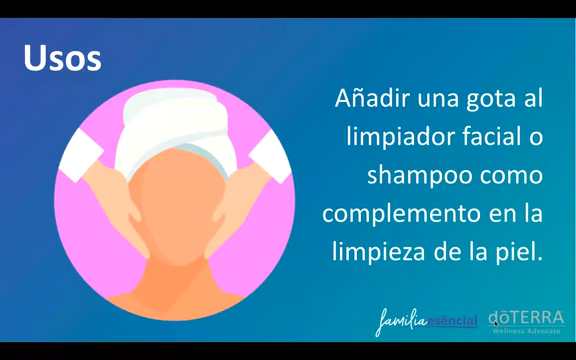 Usos
Añadir una gota al
limpiador facial o
shampoo como
complemento en la
limpieza de la piel.
familia esencial
dōTERRA
Wellness Advocate